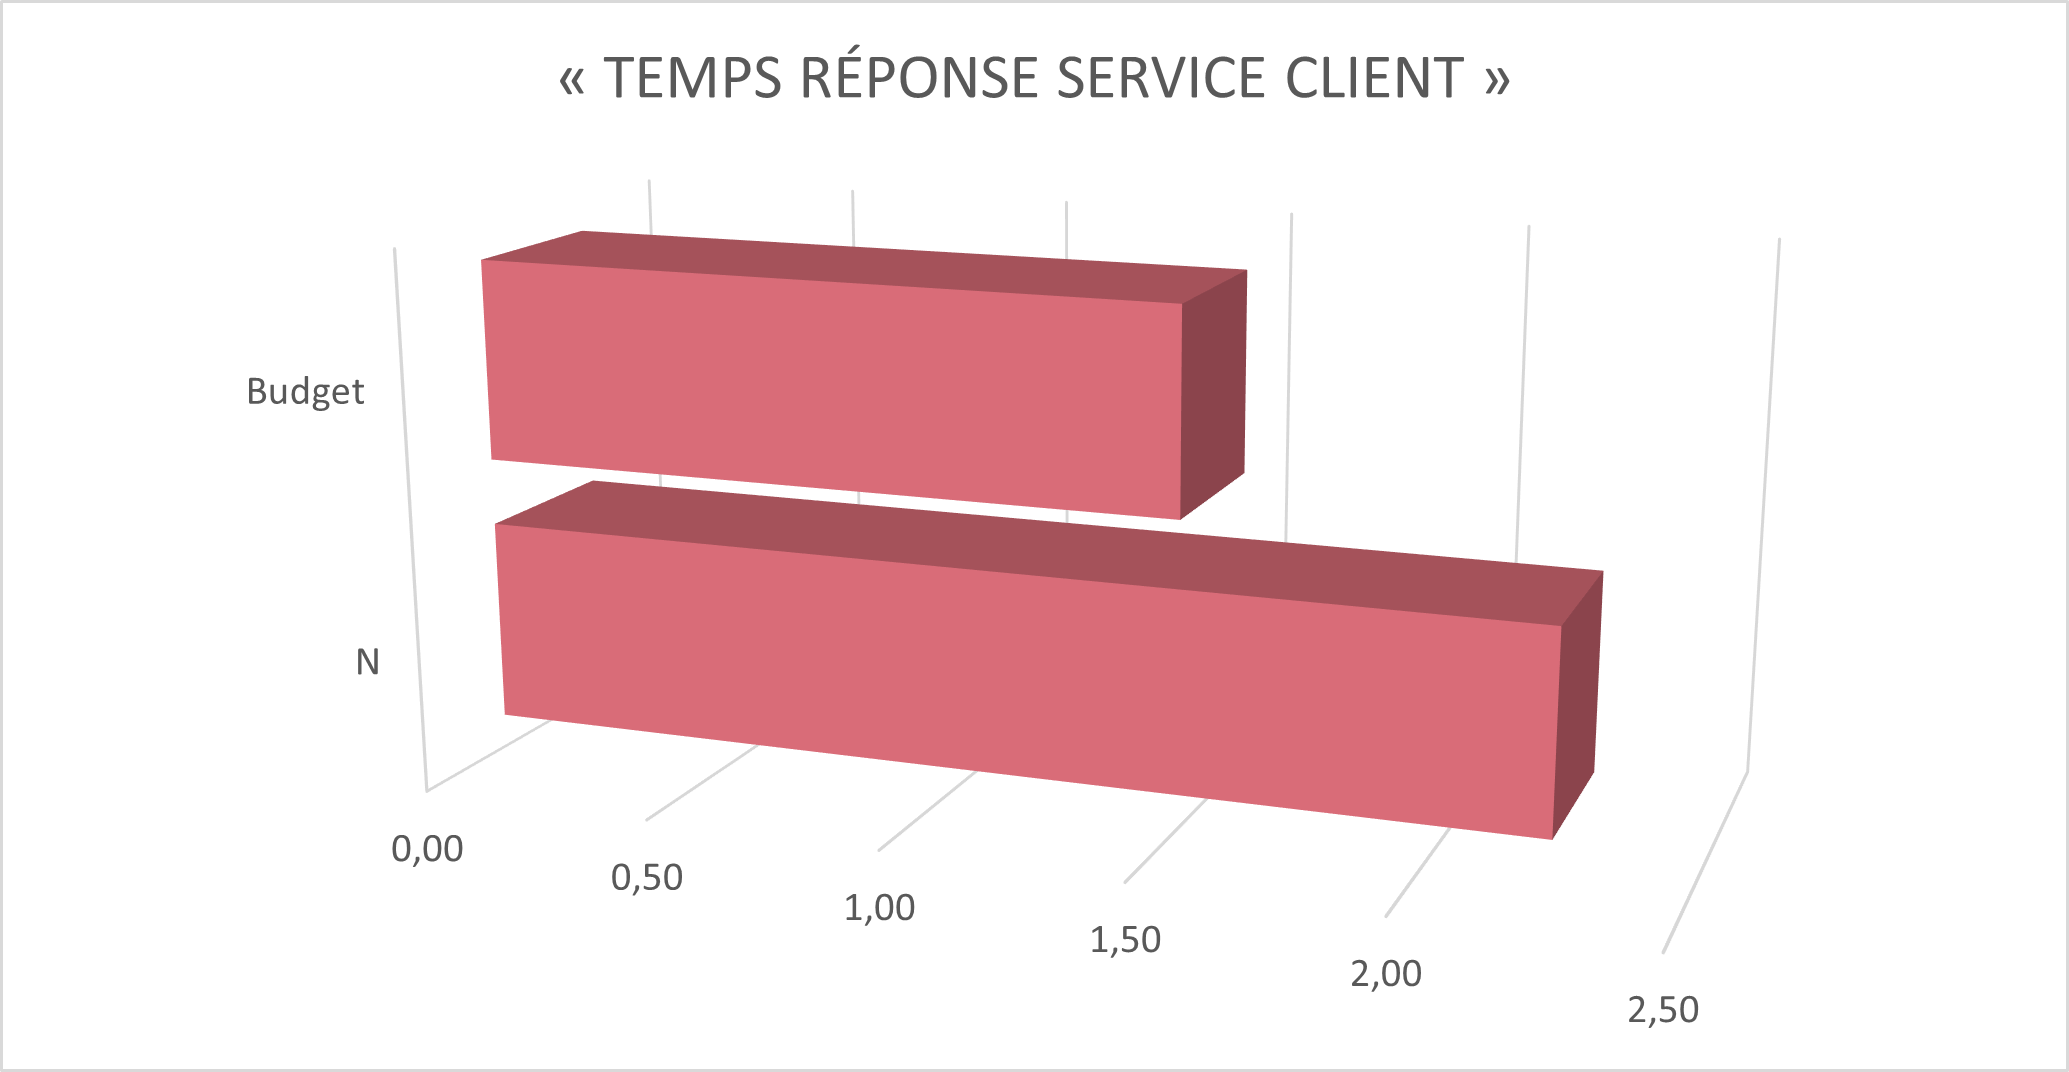 « TEMPS RÉPONSE SERVICE CLIENT »
Budget
N
0,00
0,50
1,00
1,50
2,00
2,50